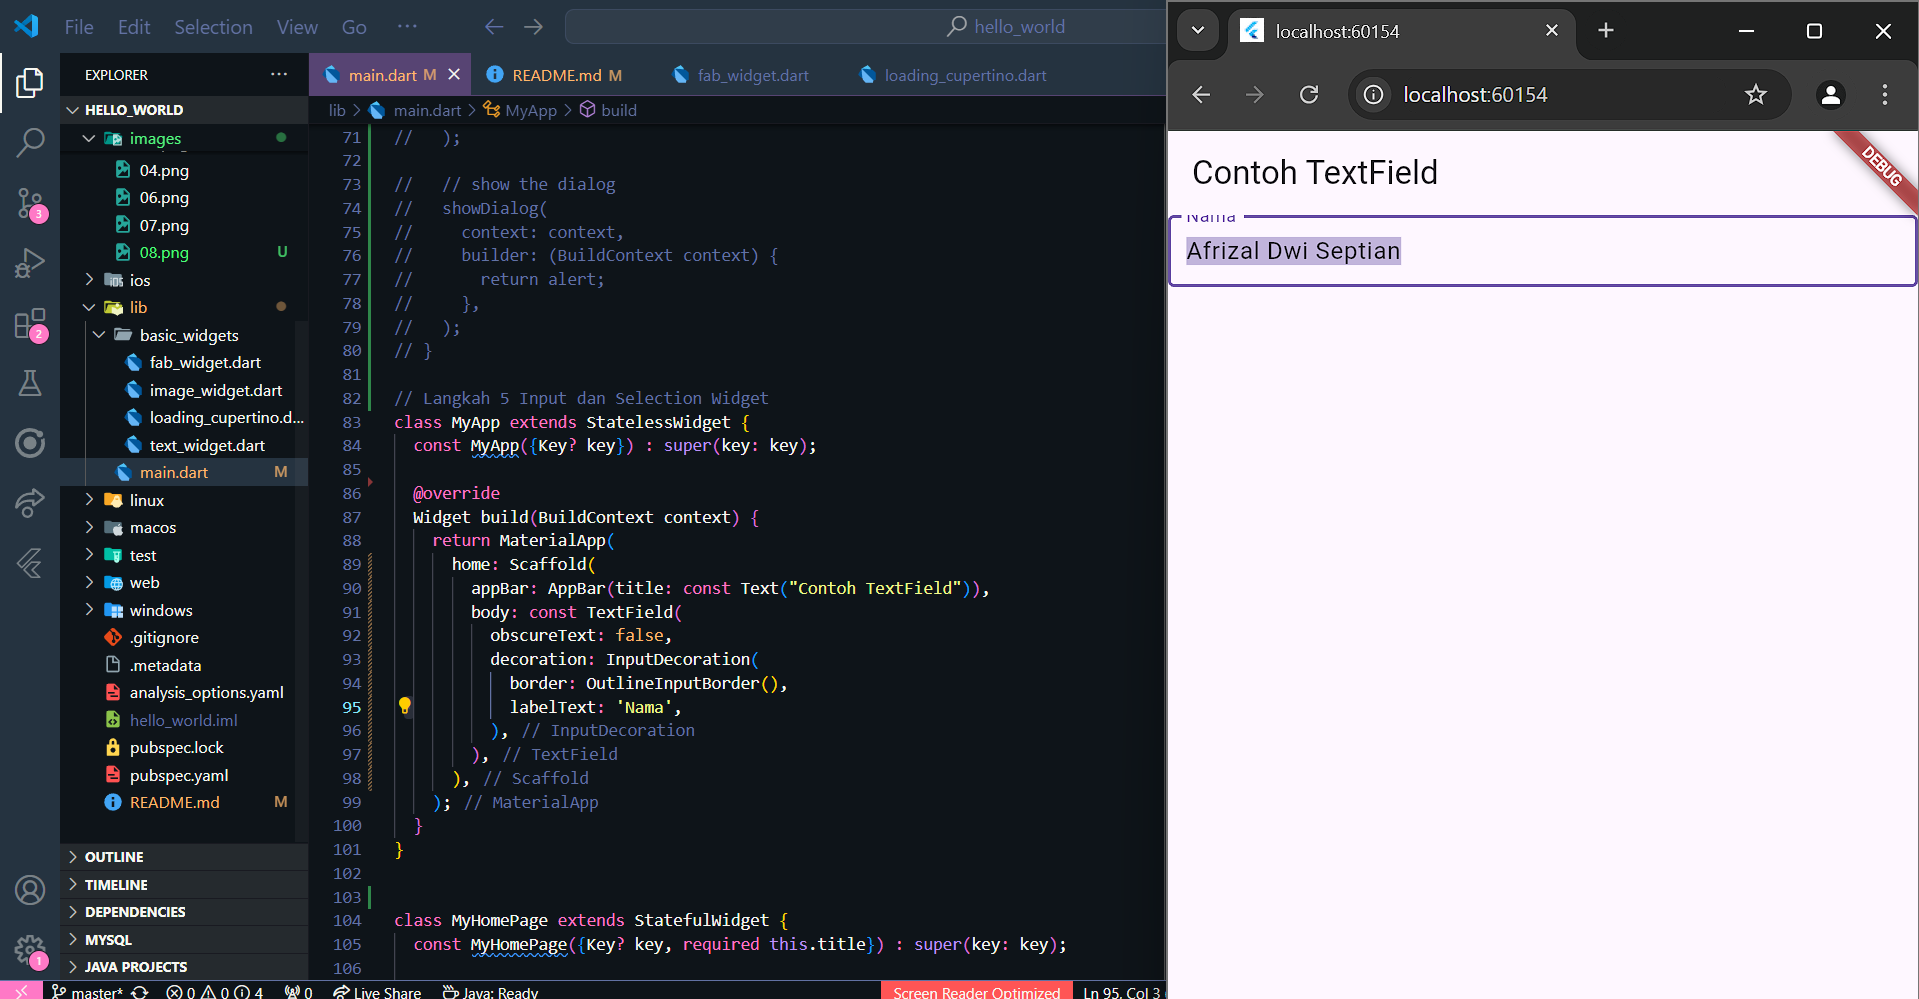 File Edit Selection View Go ··· hello_world
EXPLORER ···
HELLO_WORLD
images
04.png
06.png
07.png
08.png U
ios
lib
basic_widgets
fab_widget.dart
image_widget.dart
loading_cupertino.d...
text_widget.dart
main.dart M
linux
macos
test
web
windows
.gitignore
.metadata
analysis_options.yaml
hello_world.iml
pubspec.lock
pubspec.yaml
README.md M
OUTLINE
TIMELINE
DEPENDENCIES
MYSQL
JAVA PROJECTS
3
2
1
main.dart M README.md M fab_widget.dart loading_cupertino.dart
lib > main.dart > MyApp > build
71 // );
72
73 // // show the dialog
74 // showDialog(
75 // context: context,
76 // builder: (BuildContext context) {
77 // return alert;
78 // },
79 // );
80 // }
81
82 // Langkah 5 Input dan Selection Widget
83 class MyApp extends StatelessWidget {
84 const MyApp({Key? key}) : super(key: key);
85
86 @override
87 Widget build(BuildContext context) {
88 return MaterialApp(
89 home: Scaffold(
90 appBar: AppBar(title: const Text("Contoh TextField")),
91 body: const TextField(
92 obscureText: false,
93 decoration: InputDecoration(
94 border: OutlineInputBorder(),
95 labelText: 'Nama',
96 ), // InputDecoration
97 ), // TextField
98 ), // Scaffold
99 ); // MaterialApp
100 }
101 }
102
103
104 class MyHomePage extends StatefulWidget {
105 const MyHomePage({Key? key, required this.title}) : super(key: key);
106
master* 0 0 4 0 Live Share Java: Ready Screen Reader Optimized Ln 95, Col 3
localhost:60154
localhost:60154
Contoh TextField
DEBUG
Nama
Afrizal Dwi Septian